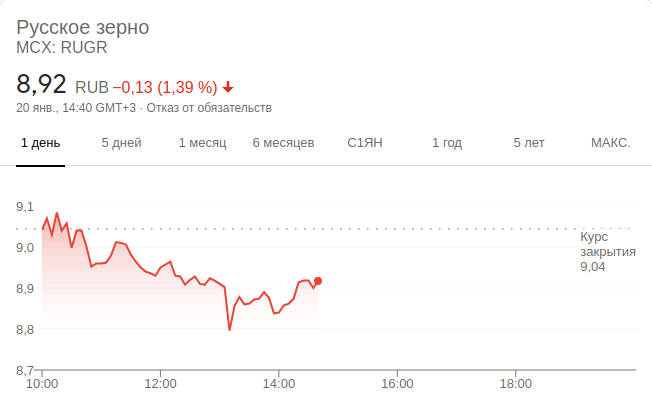 Русское зерно
MCX: RUGR
8,92 RUB −0,13 (1,39 %)
20 янв., 14:40 GMT+3 · Отказ от обязательств
1 день 5 дней 1 месяц 6 месяцев С1ЯН 1 год 5 лет МАКС.
9,1
9,0
8,9
8,8
8,7
Курс
закрытия
9,04
10:00 12:00 14:00 16:00 18:00